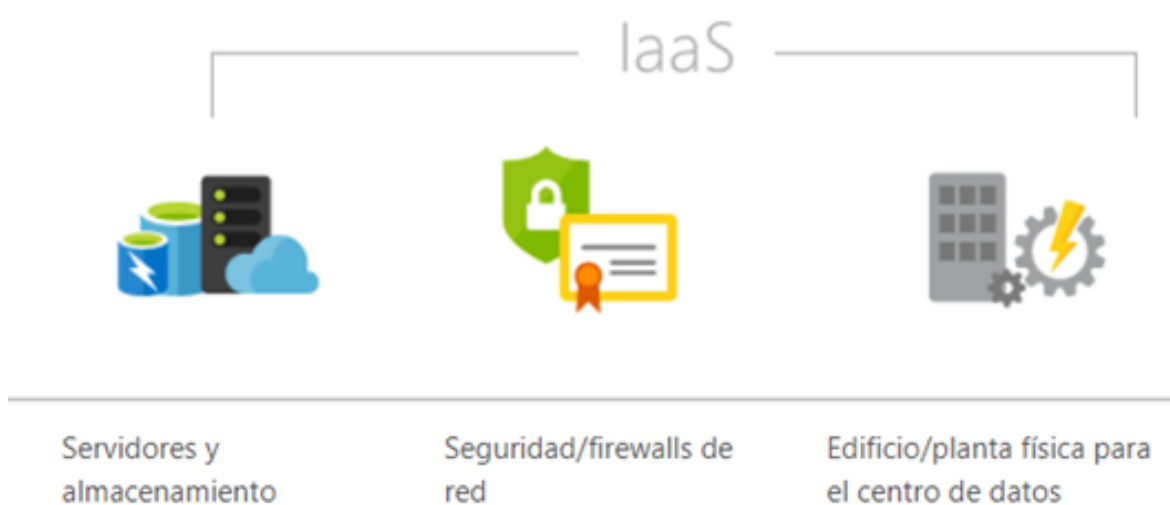 IaaS
Servidores y
almacenamiento
Seguridad/firewalls de
red
Edificio/planta física para
el centro de datos